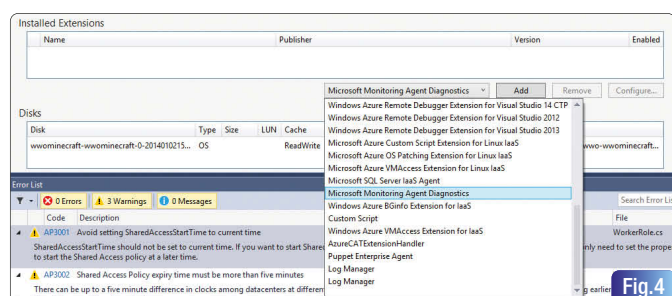 Installed Extensions
Name Publisher Version Enabled
Microsoft Monitoring Agent Diagnostics Add Remove Configure...
Windows Azure Remote Debugger Extension for Visual Studio 14 CTP
Windows Azure Remote Debugger Extension for Visual Studio 2012
Windows Azure Remote Debugger Extension for Visual Studio 2013
Microsoft Azure Custom Script Extension for Linux IaaS
Microsoft Azure OS Patching Extension for Linux IaaS
Microsoft Azure VMAccess Extension for Linux IaaS
Microsoft SQL Server IaaS Agent
Microsoft Monitoring Agent Diagnostics
Windows Azure BGinfo Extension for IaaS
Custom Script
Windows Azure VMAccess Extension for IaaS
AzureCATExtensionHandler
Puppet Enterprise Agent
Log Manager
Log Manager
Disks
Disk Type Size LUN Cache
wwominecraft-wwominecraft-0-2014010215... OS ReadWrite wwo-wwominecraft...
Error List
0 Errors 3 Warnings 0 Messages Search Error Lis
Code Description File
AP3001 Avoid setting SharedAccessStartTime to current time WorkerRole.cs
SharedAccessStartTime should not be set to current time. If you want to start Shared only need to set the prope
to start the Shared Access policy at a later time.
AP3002 Shared Access Policy expiry time must be more than five minutes
There can be up to a five minute difference in clocks among datacenters at differen g earlier
Fig.4